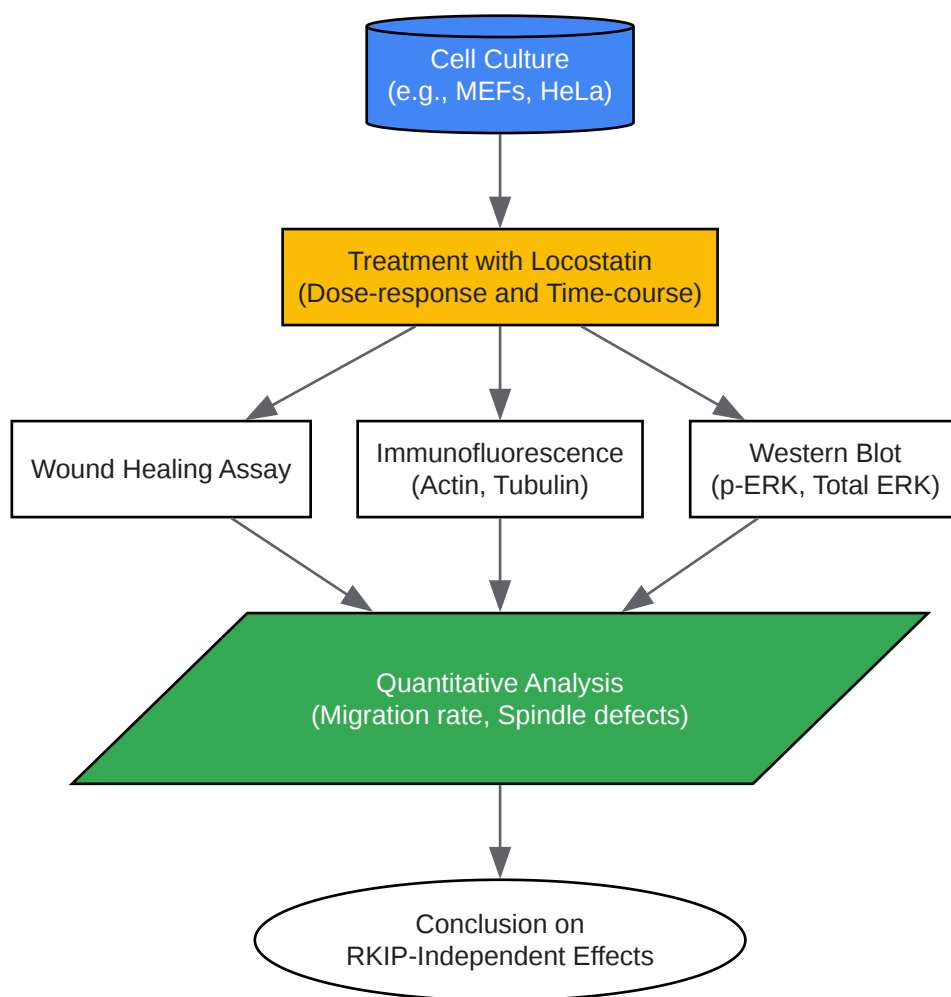 Cell Culture
(e.g., MEFs, HeLa)
Treatment with Locostatin
(Dose-response and Time-course)
Wound Healing Assay
Immunofluorescence
(Actin, Tubulin)
Western Blot
(p-ERK, Total ERK)
Quantitative Analysis
(Migration rate, Spindle defects)
Conclusion on
RKIP-Independent Effects